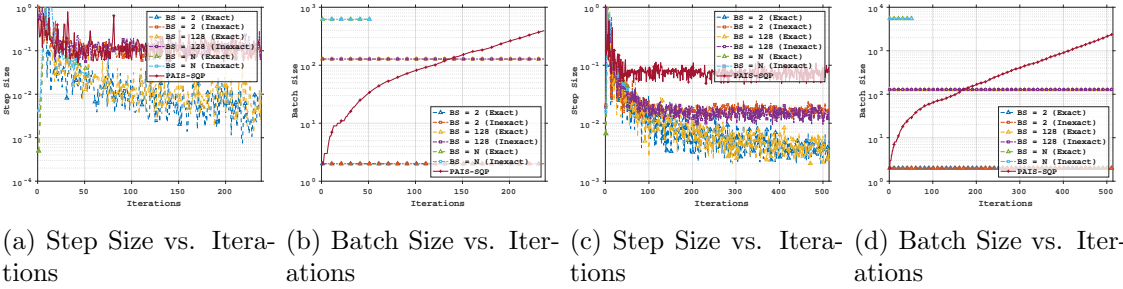 10^0
10^-1
10^-2
10^-3
10^-4
Step Size
0 50 100 150 200
Iterations
BS = 2 (Exact)
BS = 2 (Inexact)
BS = 128 (Exact)
BS = 128 (Inexact)
BS = N (Exact)
BS = N (Inexact)
PAIS-SQP
10^3
10^2
10^1
10^0
Batch Size
0 50 100 150 200
Iterations
BS = 2 (Exact)
BS = 2 (Inexact)
BS = 128 (Exact)
BS = 128 (Inexact)
BS = N (Exact)
BS = N (Inexact)
PAIS-SQP
10^0
10^-1
10^-2
10^-3
Step Size
0 100 200 300 400 500
Iterations
BS = 2 (Exact)
BS = 2 (Inexact)
BS = 128 (Exact)
BS = 128 (Inexact)
BS = N (Exact)
BS = N (Inexact)
PAIS-SQP
10^4
10^3
10^2
10^1
10^0
Batch Size
0 100 200 300 400 500
Iterations
BS = 2 (Exact)
BS = 2 (Inexact)
BS = 128 (Exact)
BS = 128 (Inexact)
BS = N (Exact)
BS = N (Inexact)
PAIS-SQP
(a) Step Size vs. Itera-
tions
(b) Batch Size vs. Iter-
ations
(c) Step Size vs. Itera-
tions
(d) Batch Size vs. Iter-
ations